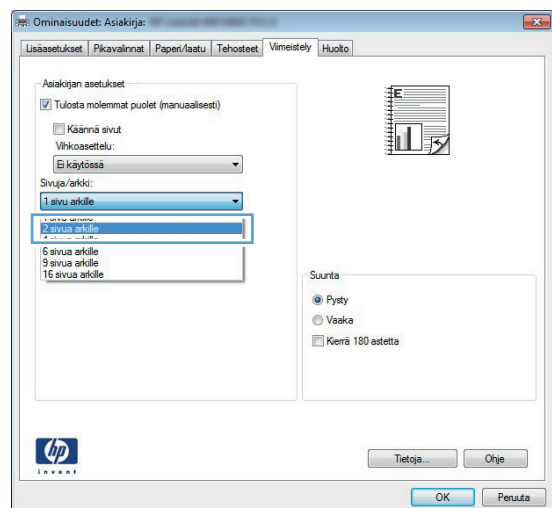 Ominaisuudet: Asiakirja:
Lisäasetukset Pikavalinnat Paperi/laatu Tehosteet Viimeistely Huolto
Asiakirjan asetukset
Tulosta molemmat puolet (manuaalisesti)
Käännä sivut
Vihkoasettelu:
Ei käytössä
Sivuja/arkki:
1 sivu arkille
2 sivua arkille
6 sivua arkille
9 sivua arkille
16 sivua arkille
E
Suunta
Pysty
Vaaka
Kierrä 180 astetta
hp
invent
Tietoja... Ohje
OK Peruuta